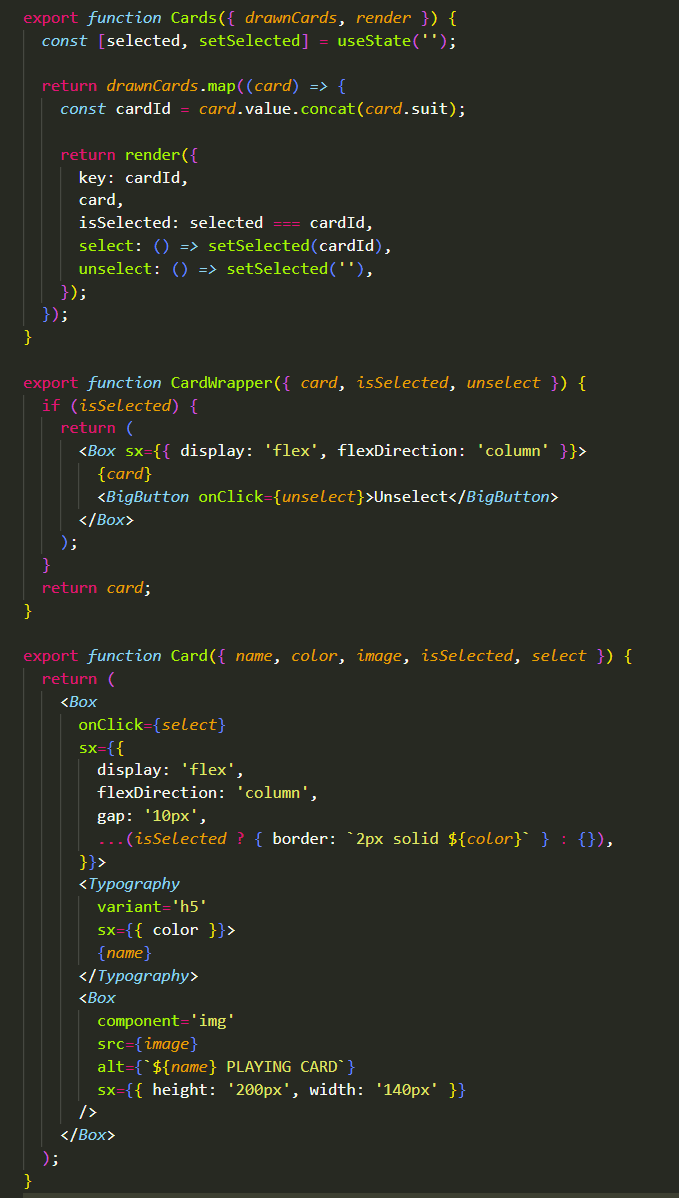 export function Cards({ drawnCards, render }) {
  const [selected, setSelected] = useState('');

  return drawnCards.map((card) => {
    const cardId = card.value.concat(card.suit);

    return render({
      key: cardId,
      card,
      isSelected: selected === cardId,
      select: () => setSelected(cardId),
      unselect: () => setSelected(''),
    });
  });
}

export function CardWrapper({ card, isSelected, unselect }) {
  if (isSelected) {
    return (
      <Box sx={{ display: 'flex', flexDirection: 'column' }}>
        {card}
        <BigButton onClick={unselect}>Unselect</BigButton>
      </Box>
    );
  }
  return card;
}

export function Card({ name, color, image, isSelected, select }) {
  return (
    <Box
      onClick={select}
      sx={{
        display: 'flex',
        flexDirection: 'column',
        gap: '10px',
        ...(isSelected ? { border: `2px solid ${color}` } : {}),
      }}>
      <Typography
        variant='h5'
        sx={{ color }}>
        {name}
      </Typography>
      <Box
        component='img'
        src={image}
        alt={`${name} PLAYING CARD`}
        sx={{ height: '200px', width: '140px' }}
      />
    </Box>
  );
}